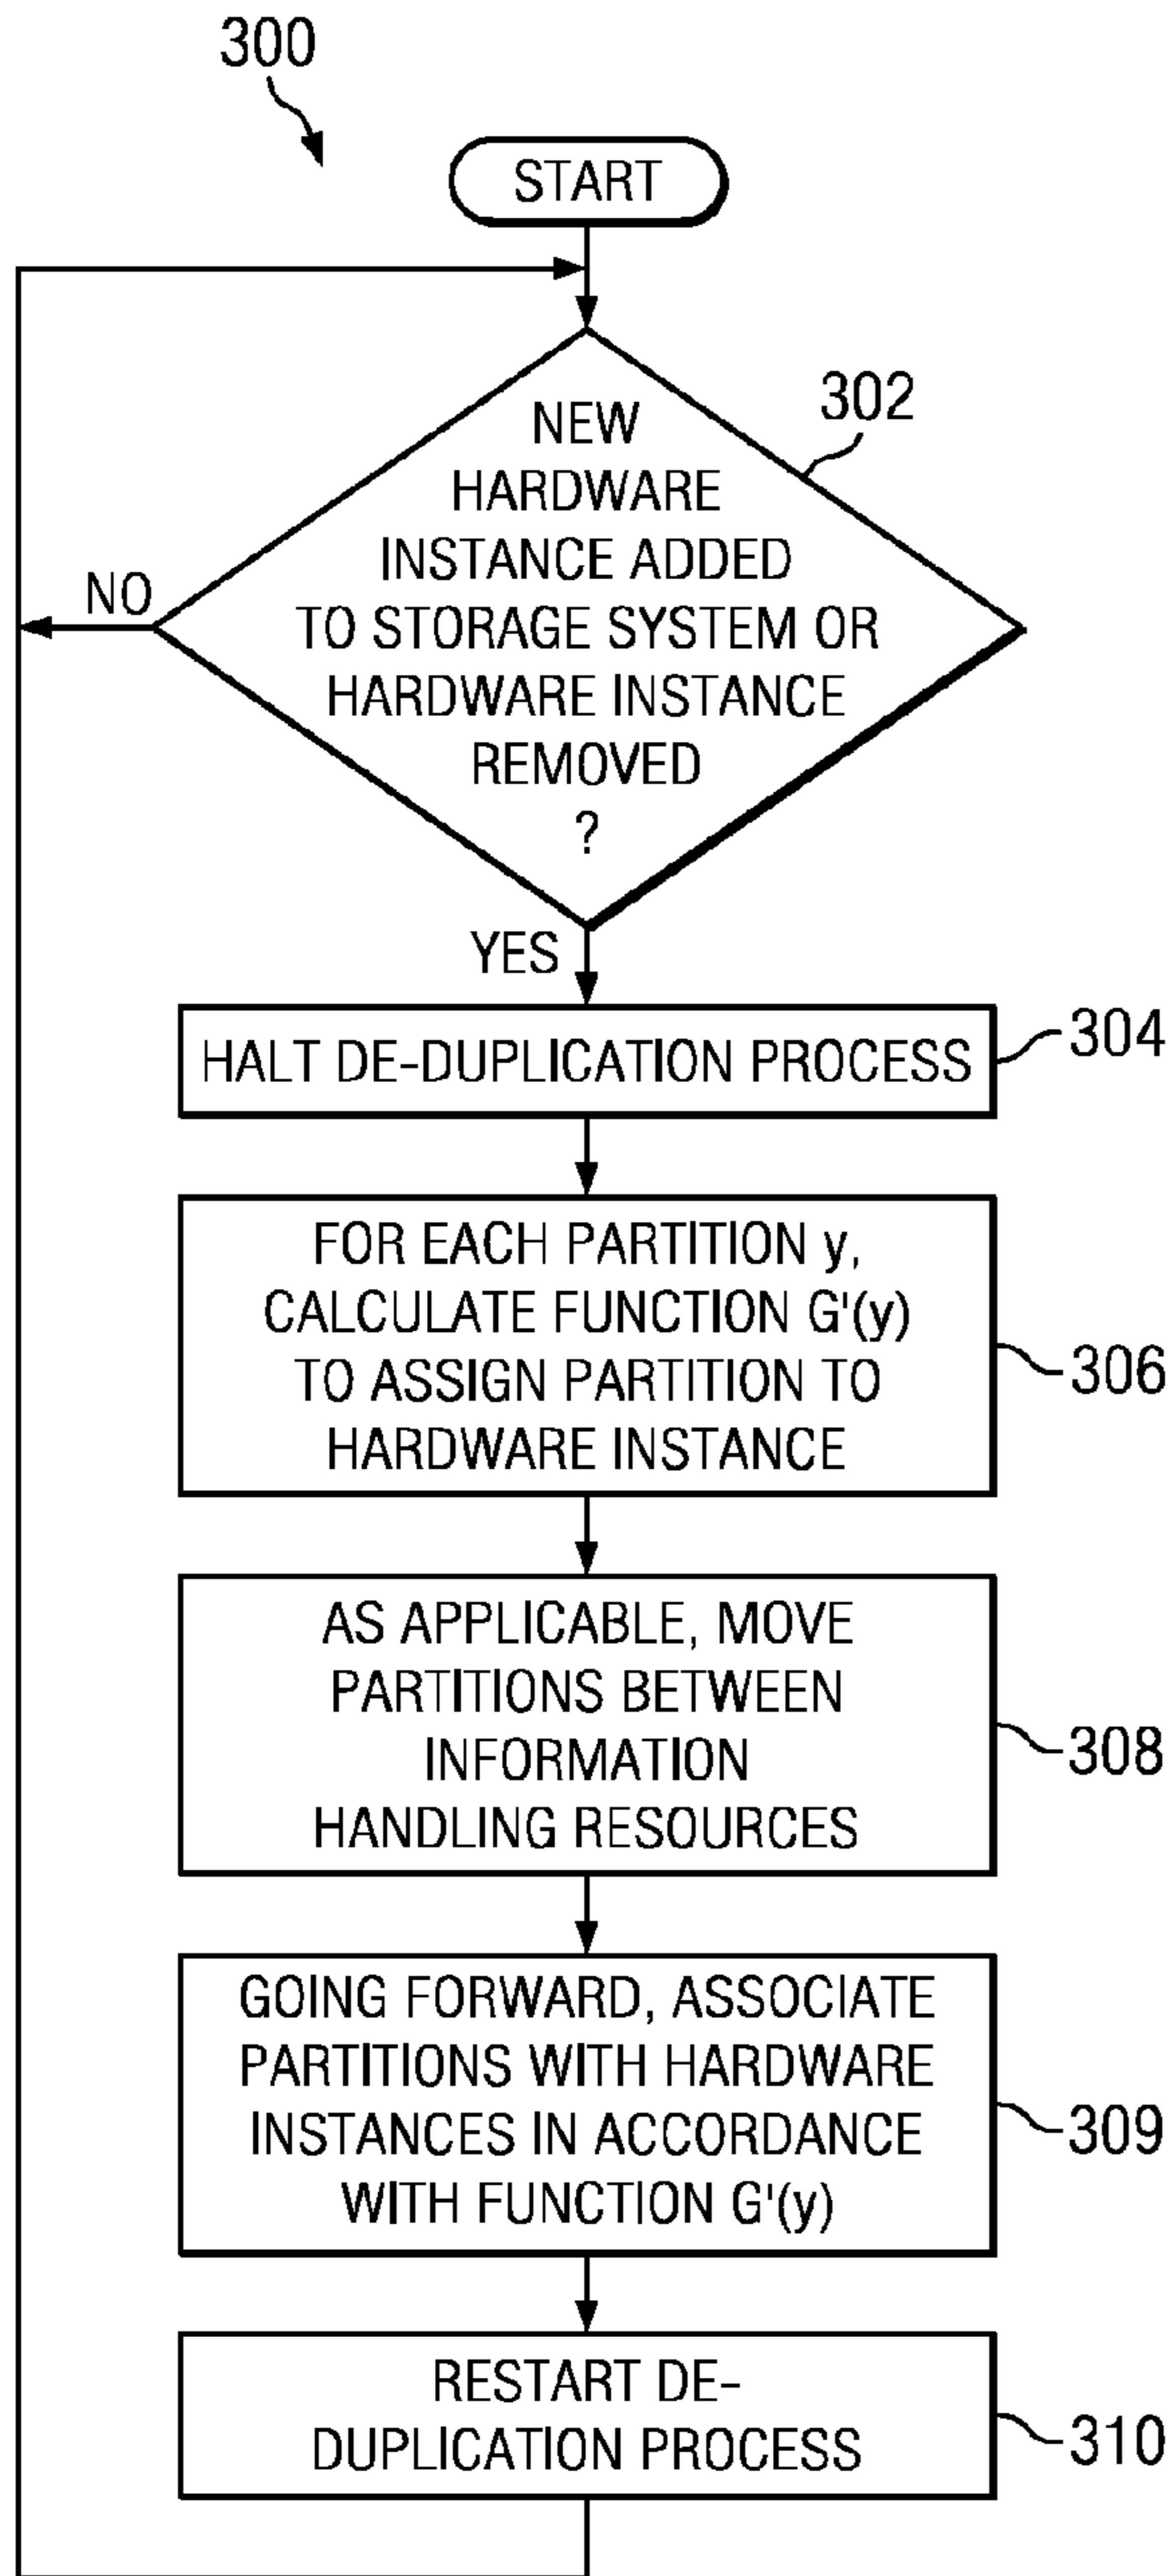 300
START
302
NEW
HARDWARE
INSTANCE ADDED
TO STORAGE SYSTEM OR
HARDWARE INSTANCE
REMOVED
?
NO
YES
HALT DE-DUPLICATION PROCESS
304
FOR EACH PARTITION y,
CALCULATE FUNCTION G'(y)
TO ASSIGN PARTITION TO
HARDWARE INSTANCE
306
AS APPLICABLE, MOVE
PARTITIONS BETWEEN
INFORMATION
HANDLING RESOURCES
308
GOING FORWARD, ASSOCIATE
PARTITIONS WITH HARDWARE
INSTANCES IN ACCORDANCE
WITH FUNCTION G'(y)
309
RESTART DE-
DUPLICATION PROCESS
310